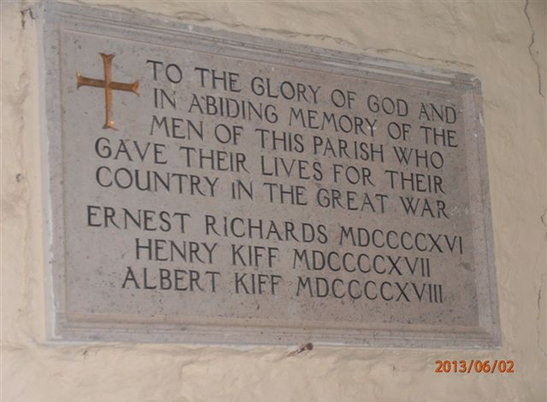 TO THE GLORY OF GOD AND
IN ABIDING MEMORY OF THE
MEN OF THIS PARISH WHO
GAVE THEIR LIVES FOR THEIR
COUNTRY IN THE GREAT WAR
ERNEST RICHARDS MDCCCCXVI
HENRY KIFF MDCCCCXVII
ALBERT KIFF MDCCCCXVIII
2013/06/02